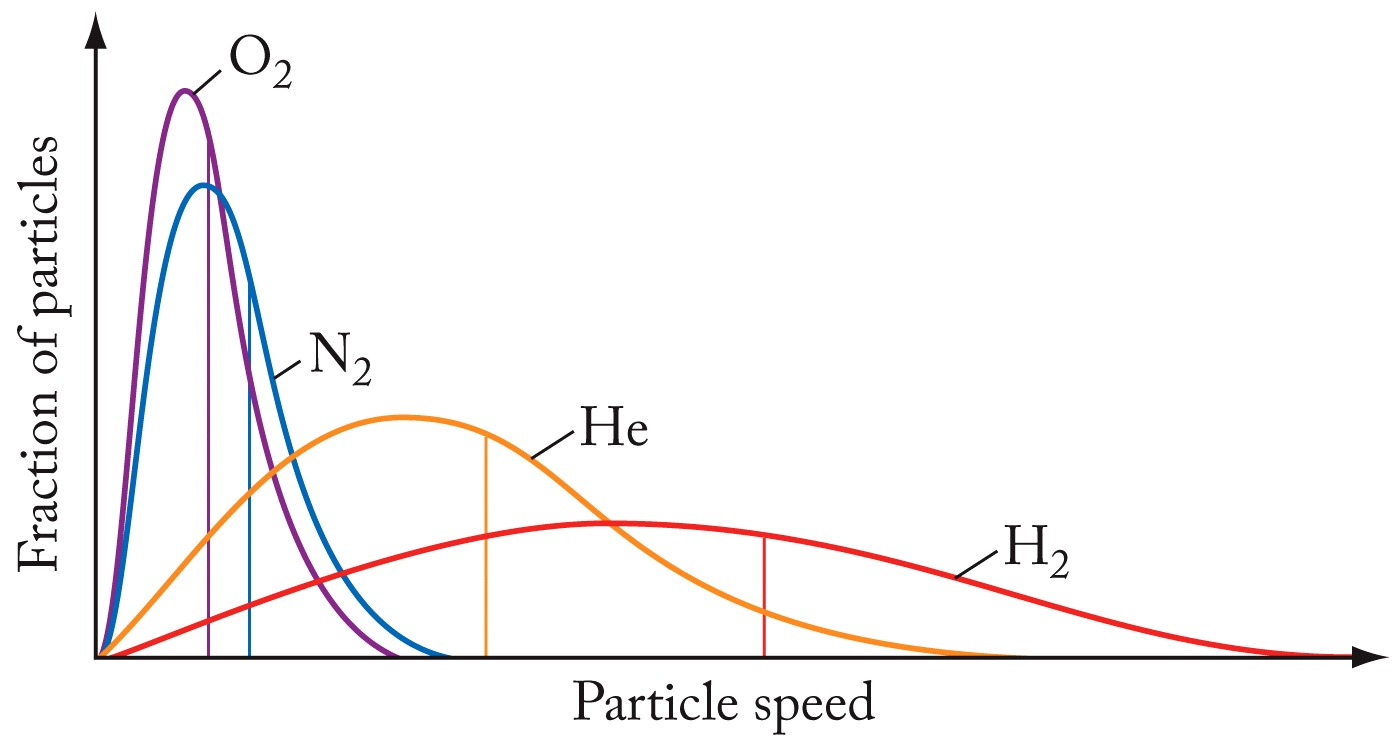 O₂
Fraction of particles
N₂
He
H₂
Particle speed